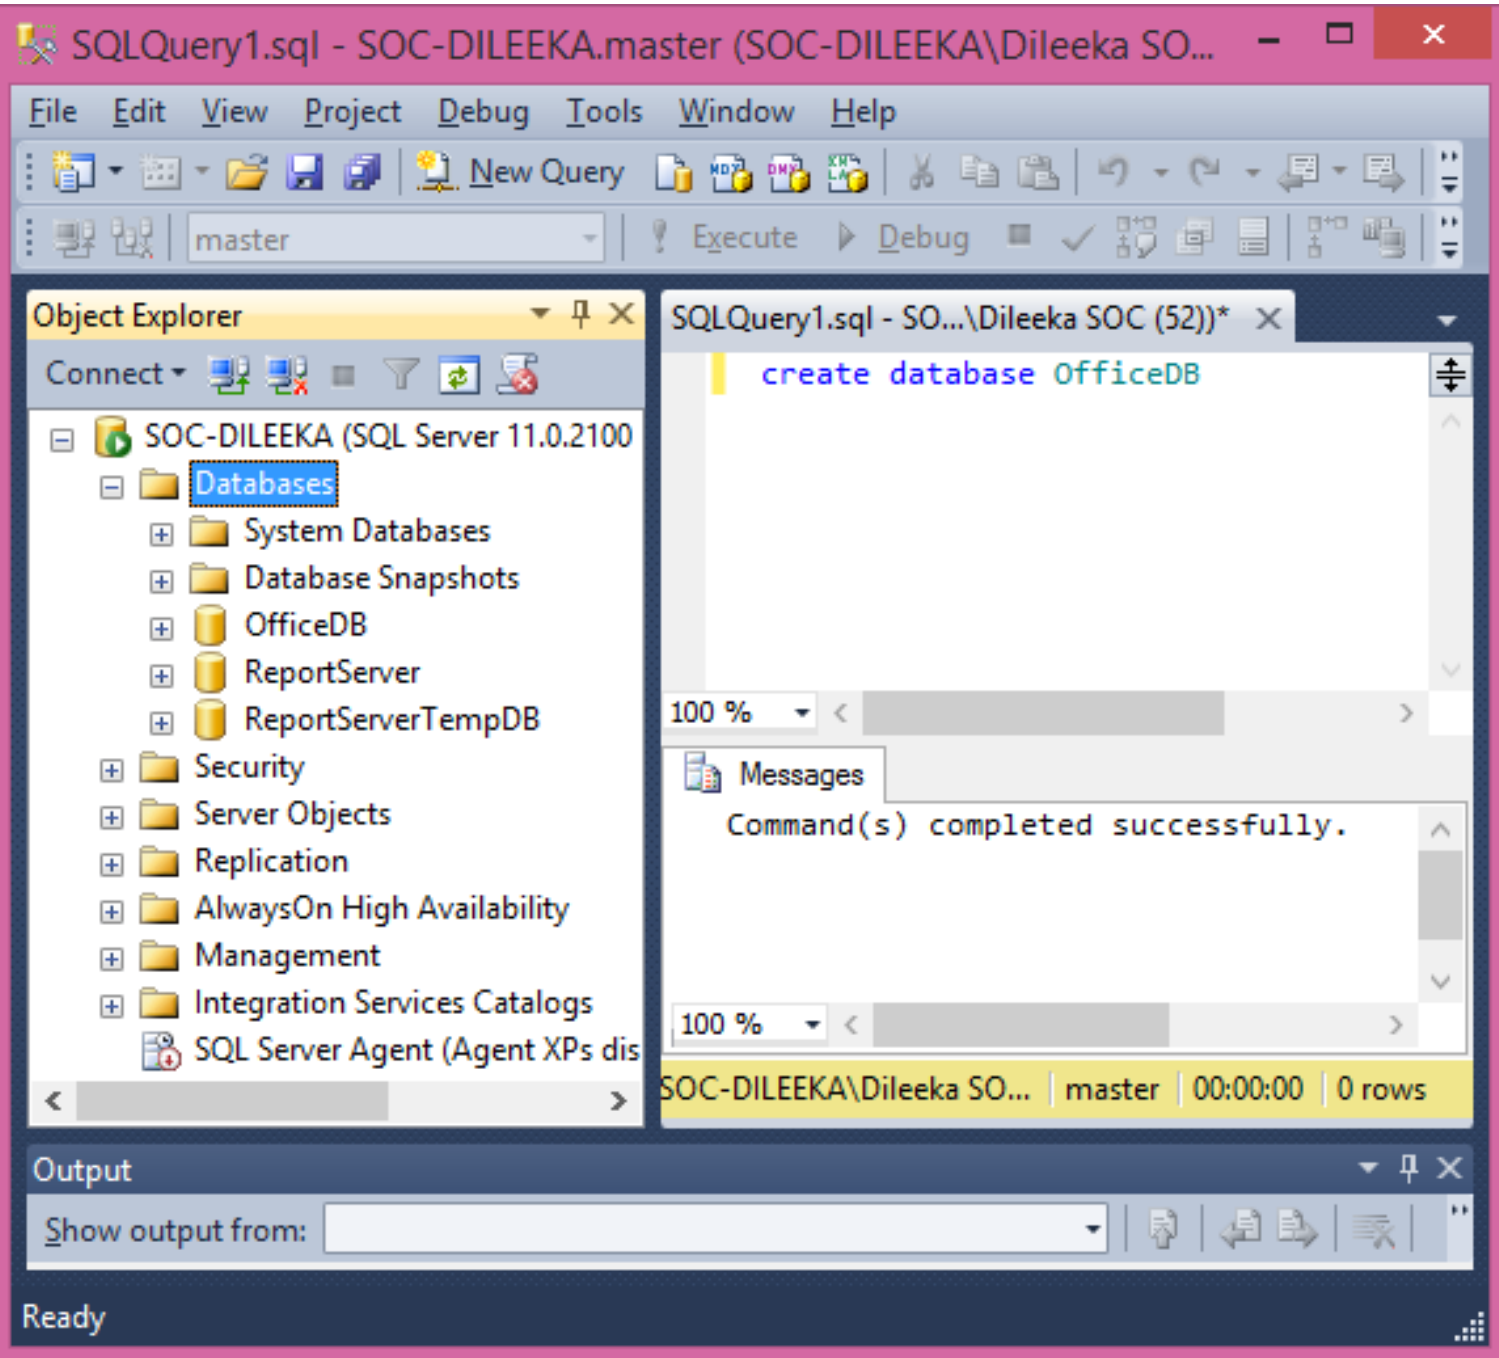 SQLQuery1.sql - SOC-DILEEKA.master (SOC-DILEEKA\Dileeka SO...
File Edit View Project Debug Tools Window Help
New Query MDX DMX XM LA
master Execute Debug
Object Explorer
Connect
SOC-DILEEKA (SQL Server 11.0.2100
Databases
System Databases
Database Snapshots
OfficeDB
ReportServer
ReportServerTempDB
Security
Server Objects
Replication
AlwaysOn High Availability
Management
Integration Services Catalogs
SQL Server Agent (Agent XPs dis
SQLQuery1.sql - SO...\Dileeka SOC (52))*
create database OfficeDB
100 %
Messages
Command(s) completed successfully.
100 %
SOC-DILEEKA\Dileeka SO... master 00:00:00 0 rows
Output
Show output from:
Ready